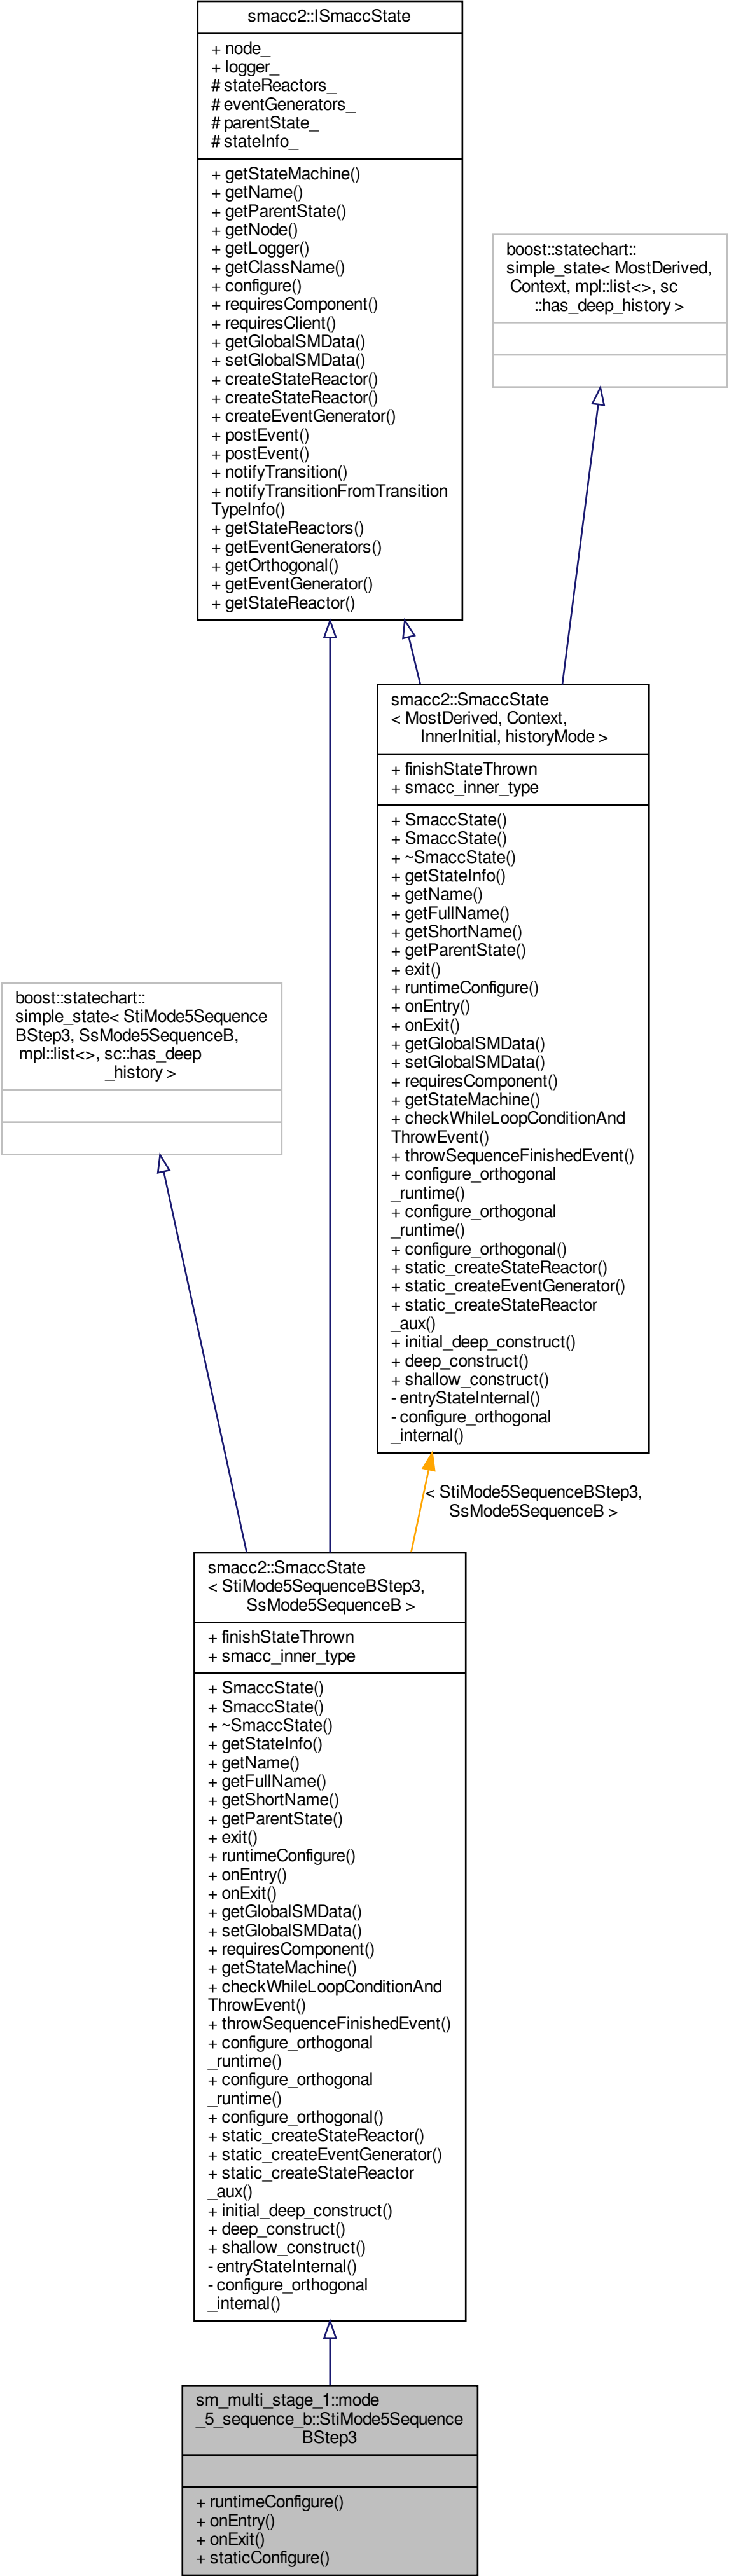 smacc2::ISmaccState
+ node_
+ logger_
# stateReactors_
# eventGenerators_
# parentState_
# stateInfo_
+ getStateMachine()
+ getName()
+ getParentState()
+ getNode()
+ getLogger()
+ getClassName()
+ configure()
+ requiresComponent()
+ requiresClient()
+ getGlobalSMData()
+ setGlobalSMData()
+ createStateReactor()
+ createStateReactor()
+ createEventGenerator()
+ postEvent()
+ postEvent()
+ notifyTransition()
+ notifyTransitionFromTransition
TypeInfo()
+ getStateReactors()
+ getEventGenerators()
+ getOrthogonal()
+ getEventGenerator()
+ getStateReactor()
boost::statechart::
simple_state< MostDerived,
Context, mpl::list<>, sc
::has_deep_history >
smacc2::SmaccState
< MostDerived, Context,
InnerInitial, historyMode >
+ finishStateThrown
+ smacc_inner_type
+ SmaccState()
+ SmaccState()
+ ~SmaccState()
+ getStateInfo()
+ getName()
+ getFullName()
+ getShortName()
+ getParentState()
+ exit()
+ runtimeConfigure()
+ onEntry()
+ onExit()
+ getGlobalSMData()
+ setGlobalSMData()
+ requiresComponent()
+ getStateMachine()
+ checkWhileLoopConditionAnd
ThrowEvent()
+ throwSequenceFinishedEvent()
+ configure_orthogonal
_runtime()
+ configure_orthogonal
_runtime()
+ configure_orthogonal()
+ static_createStateReactor()
+ static_createEventGenerator()
+ static_createStateReactor
_aux()
+ initial_deep_construct()
+ deep_construct()
+ shallow_construct()
- entryStateInternal()
- configure_orthogonal
_internal()
boost::statechart::
simple_state< StiMode5Sequence
BStep3, SsMode5SequenceB,
mpl::list<>, sc::has_deep
_history >
< StiMode5SequenceBStep3,
SsMode5SequenceB >
smacc2::SmaccState
< StiMode5SequenceBStep3,
SsMode5SequenceB >
+ finishStateThrown
+ smacc_inner_type
+ SmaccState()
+ SmaccState()
+ ~SmaccState()
+ getStateInfo()
+ getName()
+ getFullName()
+ getShortName()
+ getParentState()
+ exit()
+ runtimeConfigure()
+ onEntry()
+ onExit()
+ getGlobalSMData()
+ setGlobalSMData()
+ requiresComponent()
+ getStateMachine()
+ checkWhileLoopConditionAnd
ThrowEvent()
+ throwSequenceFinishedEvent()
+ configure_orthogonal
_runtime()
+ configure_orthogonal
_runtime()
+ configure_orthogonal()
+ static_createStateReactor()
+ static_createEventGenerator()
+ static_createStateReactor
_aux()
+ initial_deep_construct()
+ deep_construct()
+ shallow_construct()
- entryStateInternal()
- configure_orthogonal
_internal()
sm_multi_stage_1::mode
_5_sequence_b::StiMode5Sequence
BStep3
+ runtimeConfigure()
+ onEntry()
+ onExit()
+ staticConfigure()